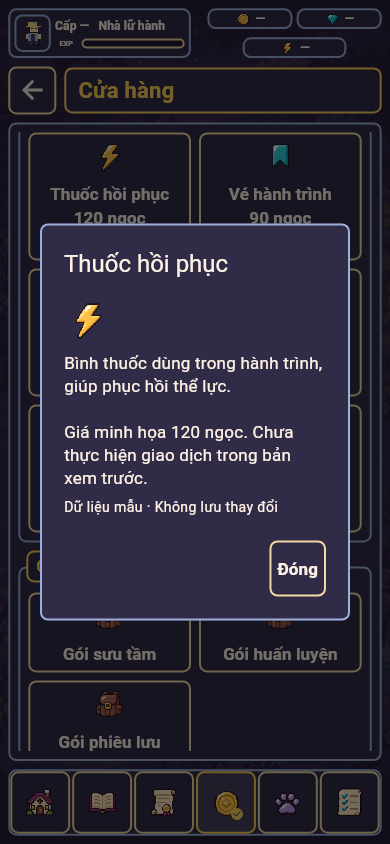 Cấp — Nhà lữ hành
EXP
—
—
—
Cửa hàng
Thuốc hồi phục
120 ngọc
Vé hành trình
90 ngọc
Thuốc hồi phục
Bình thuốc dùng trong hành trình,
giúp phục hồi thể lực.
Giá minh họa 120 ngọc. Chưa
thực hiện giao dịch trong bản
xem trước.
Dữ liệu mẫu · Không lưu thay đổi
Đóng
Gói sưu tầm
Gói huấn luyện
Gói phiêu lưu